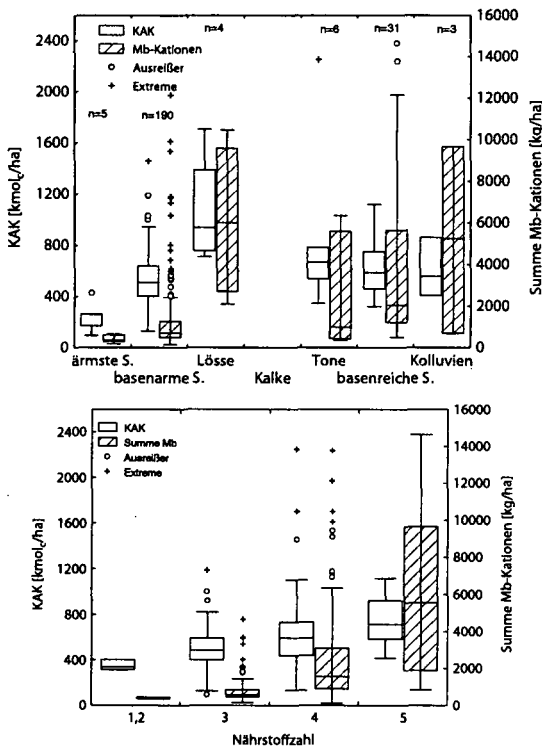 2400
2000
1600
1200
800
400
0
KAK [kmolc/ha]
KAK
Mb-Kationen
Ausreißer
Extreme
n=5
n=190
n=4
n=6
n=31
n=3
16000
14000
12000
10000
8000
6000
4000
2000
0
Summe Mb-Kationen [kg/ha]
ärmste S.
Lösse
Tone
Kolluvien
basenarme S.
Kalke
basenreiche S.
2400
2000
1600
1200
800
400
0
KAK [kmolc/ha]
KAK
Summe Mb
Ausreißer
Extreme
16000
14000
12000
10000
8000
6000
4000
2000
0
Summe Mb-Kationen [kg/ha]
1,2
3
4
5
Nährstoffzahl